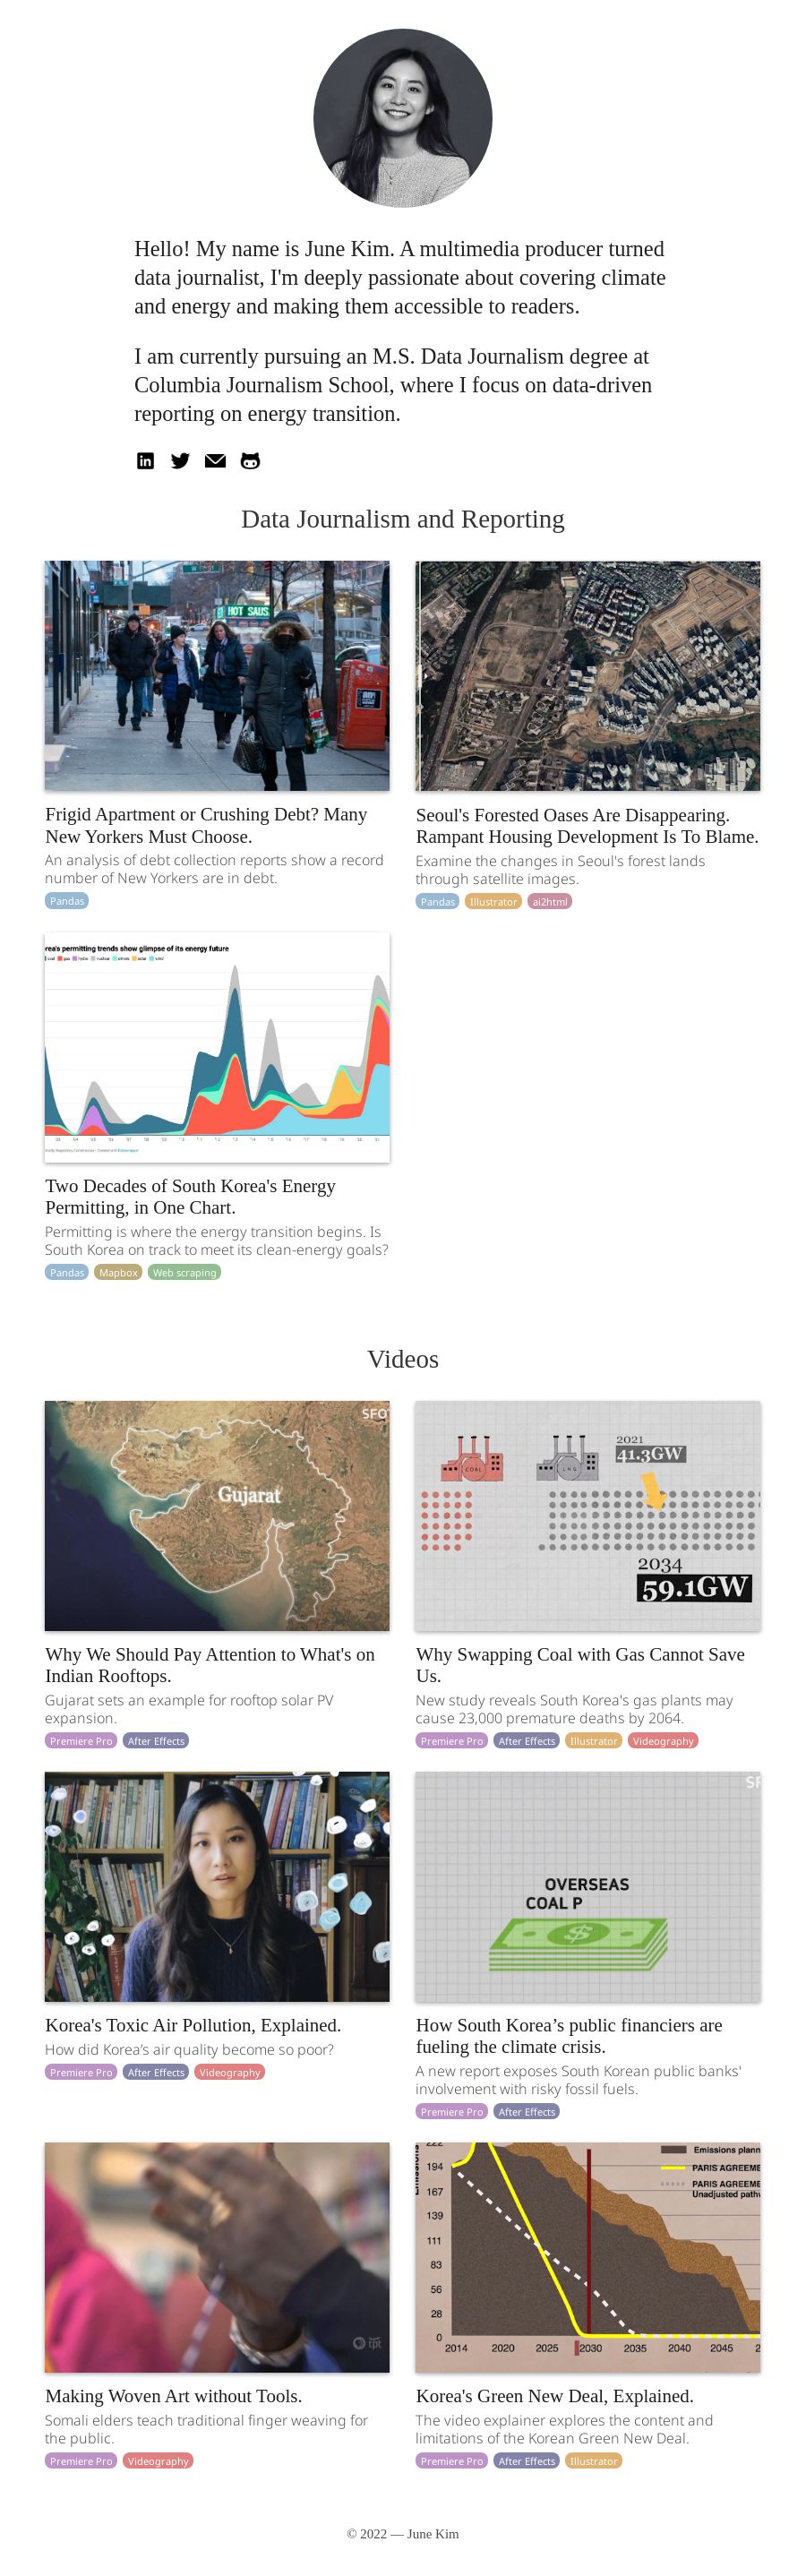 Hello! My name is June Kim. A multimedia producer turned
data journalist, I'm deeply passionate about covering climate
and energy and making them accessible to readers.
I am currently pursuing an M.S. Data Journalism degree at
Columbia Journalism School, where I focus on data-driven
reporting on energy transition.
Data Journalism and Reporting
HOT SAUS
Frigid Apartment or Crushing Debt? Many
New Yorkers Must Choose.
An analysis of debt collection reports show a record
number of New Yorkers are in debt.
Pandas
Seoul's Forested Oases Are Disappearing.
Rampant Housing Development Is To Blame.
Examine the changes in Seoul's forest lands
through satellite images.
Pandas Illustrator ai2html
rea's permitting trends show glimpse of its energy future
Two Decades of South Korea's Energy
Permitting, in One Chart.
Permitting is where the energy transition begins. Is
South Korea on track to meet its clean-energy goals?
Pandas Mapbox Web scraping
Videos
SFO
Gujarat
Why We Should Pay Attention to What's on
Indian Rooftops.
Gujarat sets an example for rooftop solar PV
expansion.
Premiere Pro After Effects
2021
41.3GW
COAL
LNG
2034
59.1GW
Why Swapping Coal with Gas Cannot Save
Us.
New study reveals South Korea's gas plants may
cause 23,000 premature deaths by 2064.
Premiere Pro After Effects Illustrator Videography
Korea's Toxic Air Pollution, Explained.
How did Korea's air quality become so poor?
Premiere Pro After Effects Videography
SF
OVERSEAS
COAL P
How South Korea’s public financiers are
fueling the climate crisis.
A new report exposes South Korean public banks'
involvement with risky fossil fuels.
Premiere Pro After Effects
tpt
Making Woven Art without Tools.
Somali elders teach traditional finger weaving for
the public.
Premiere Pro Videography
Emissions plann
PARIS AGREEME
PARIS AGREEME
Unadjusted path
Emissions
222
194
167
139
111
83
56
28
0
2014 2020 2025 2030 2035 2040 2045 2
Korea's Green New Deal, Explained.
The video explainer explores the content and
limitations of the Korean Green New Deal.
Premiere Pro After Effects Illustrator
© 2022 — June Kim